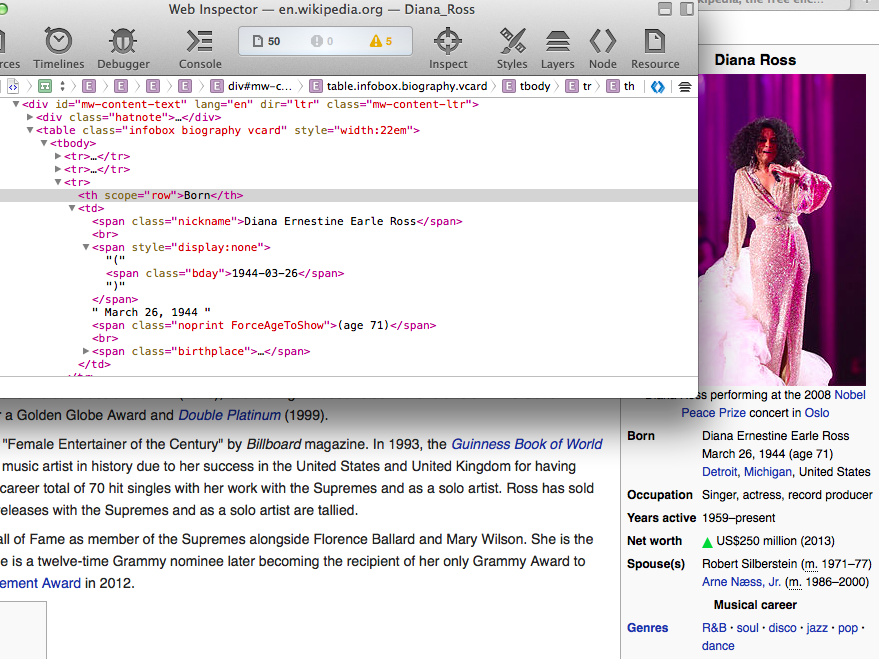 Web Inspector — en.wikipedia.org — Diana_Ross
50 0 5
rces Timelines Debugger Console Inspect Styles Layers Node Resource
E E E E E div#mw-c... E table.infobox.biography.vcard E tbody E tr E th
▼<div id="mw-content-text" lang="en" dir="ltr" class="mw-content-ltr">
▶<div class="hatnote">…</div>
▼<table class="infobox biography vcard" style="width:22em">
▼<tbody>
▶<tr>…</tr>
▶<tr>…</tr>
▼<tr>
<th scope="row">Born</th>
▼<td>
<span class="nickname">Diana Ernestine Earle Ross</span>
<br>
▼<span style="display:none">
"("
<span class="bday">1944-03-26</span>
")"
</span>
" March 26, 1944 "
<span class="noprint ForceAgeToShow">(age 71)</span>
<br>
▶<span class="birthplace">…</span>
</td>
r a Golden Globe Award and Double Platinum (1999).
"Female Entertainer of the Century" by Billboard magazine. In 1993, the Guinness Book of World
music artist in history due to her success in the United States and United Kingdom for having
career total of 70 hit singles with her work with the Supremes and as a solo artist. Ross has sold
releases with the Supremes and as a solo artist are tallied.
all of Fame as member of the Supremes alongside Florence Ballard and Mary Wilson. She is the
e is a twelve-time Grammy nominee later becoming the recipient of her only Grammy Award to
ement Award in 2012.
Diana Ross
Diana Ross performing at the 2008 Nobel
Peace Prize concert in Oslo
Born Diana Ernestine Earle Ross
March 26, 1944 (age 71)
Detroit, Michigan, United States
Occupation Singer, actress, record producer
Years active 1959–present
Net worth ▲ US$250 million (2013)
Spouse(s) Robert Silberstein (m. 1971–77)
Arne Næss, Jr. (m. 1986–2000)
Musical career
Genres R&B · soul · disco · jazz · pop ·
dance